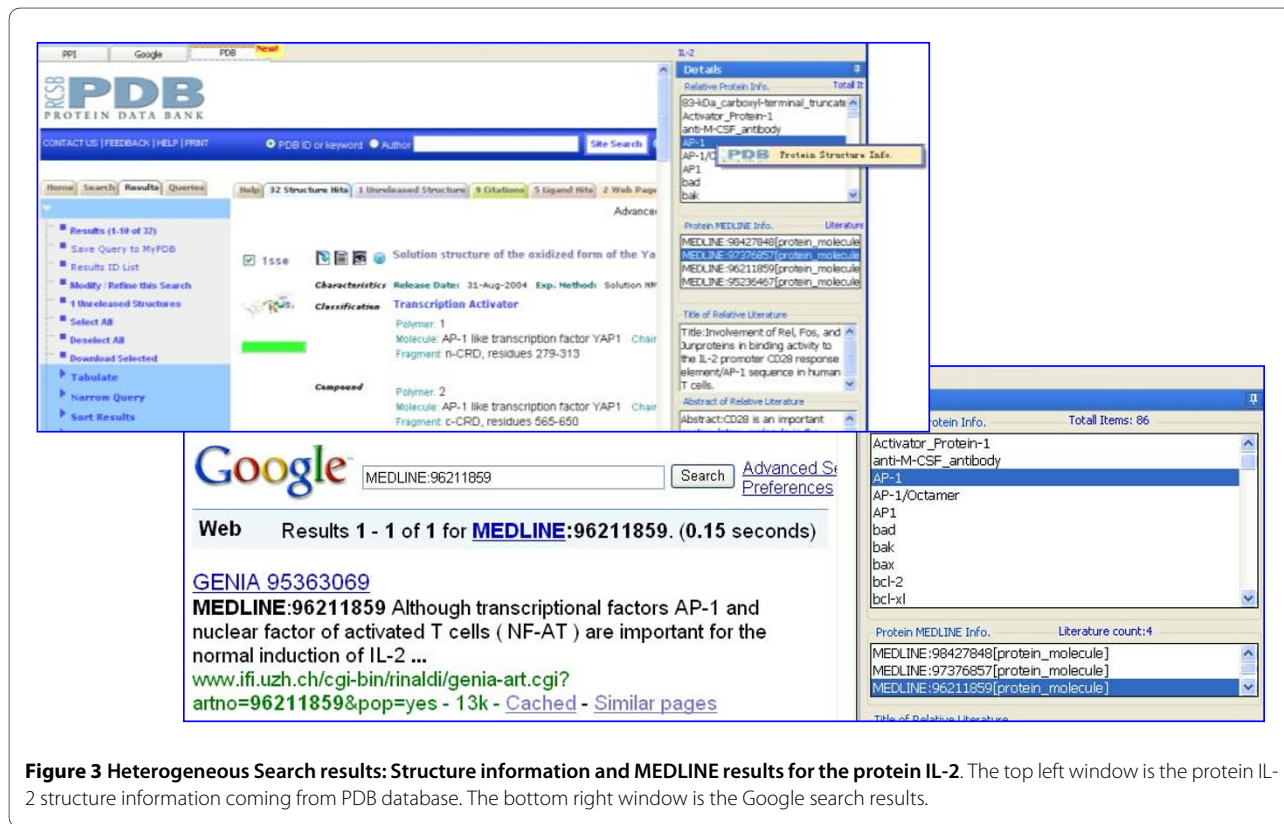 PPI Google PDB New!
IL-2
RCSB PDB
PROTEIN DATA BANK
CONTACT US | FEEDBACK | HELP | PRINT PDB ID or keyword Author Site Search
Home Search Results Queries
Help 32 Structure Hits 1 Unreleased Structure 9 Citations 5 Ligand Hits 2 Web Page
Advance
Results (1-10 of 32)
Save Query to MyPDB
Results ID List
Modify Refine this Search
1 Unreleased Structures
Select All
Deselect All
Download Selected
Tabulate
Narrow Query
Sort Results
1sse Solution structure of the oxidized form of the Ya
Characteristics Release Date: 31-Aug-2004 Exp. Method: Solution NM
Classification Transcription Activator
Polymer: 1
Molecule: AP-1 like transcription factor YAP1 Chair
Fragment: n-CRD, residues 279-313
Compound Polymer: 2
Molecule: AP-1 like transcription factor YAP1 Chair
Fragment: c-CRD, residues 565-650
Details
Relative Protein Info. Total It
83-kDa_carboxyl-terminal_truncate
Activator_Protein-1
anti-M-CSF_antibody
AP-1
AP-1/O
PDB Protein Structure Info.
AP1
bad
bak
Protein MEDLINE Info. Literature
MEDLINE:98427848[protein_molecule
MEDLINE:97376857[protein_molecule
MEDLINE:96211859[protein_molecule
MEDLINE:95236467[protein_molecule
Title of Relative Literature
Title:Involvement of Rel, Fos, and
Junproteins in binding activity to
the IL-2 promoter CD28 response
element/AP-1 sequence in human
T cells.
Abstract of Relative Literature
Abstract:CD28 is an important
Google MEDLINE:96211859 Search Advanced Se
Preferences
Web Results 1 - 1 of 1 for MEDLINE:96211859. (0.15 seconds)
GENIA 95363069
MEDLINE:96211859 Although transcriptional factors AP-1 and
nuclear factor of activated T cells ( NF-AT ) are important for the
normal induction of IL-2 ...
www.ifi.uzh.ch/cgi-bin/rinaldi/genia-art.cgi?
artno=96211859&pop=yes - 13k - Cached - Similar pages
otein Info. Totall Items: 86
Activator_Protein-1
anti-M-CSF_antibody
AP-1
AP-1/Octamer
AP1
bad
bak
bax
bcl-2
bcl-xl
Protein MEDLINE Info. Literature count:4
MEDLINE:98427848[protein_molecule]
MEDLINE:97376857[protein_molecule]
MEDLINE:96211859[protein_molecule]
Title of Relative Literature
Figure 3 Heterogeneous Search results: Structure information and MEDLINE results for the protein IL-2. The top left window is the protein IL-
2 structure information coming from PDB database. The bottom right window is the Google search results.